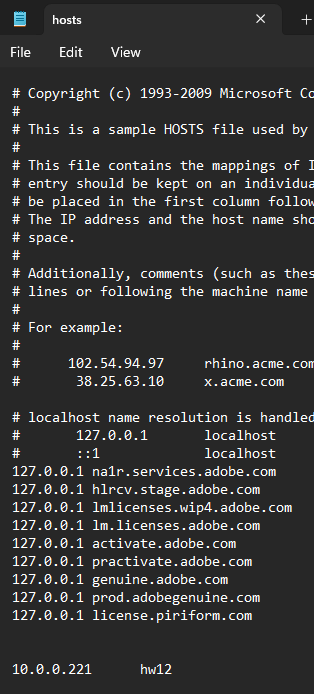 hosts
File Edit View
# Copyright (c) 1993-2009 Microsoft Co
#
# This is a sample HOSTS file used by
#
# This file contains the mappings of I
# entry should be kept on an individua
# be placed in the first column follow
# The IP address and the host name sho
# space.
#
# Additionally, comments (such as thes
# lines or following the machine name
#
# For example:
#
# 102.54.94.97 rhino.acme.com
# 38.25.63.10 x.acme.com
# localhost name resolution is handled
# 127.0.0.1 localhost
# ::1 localhost
127.0.0.1 na1r.services.adobe.com
127.0.0.1 hlrcv.stage.adobe.com
127.0.0.1 lmlicenses.wip4.adobe.com
127.0.0.1 lm.licenses.adobe.com
127.0.0.1 activate.adobe.com
127.0.0.1 practivate.adobe.com
127.0.0.1 genuine.adobe.com
127.0.0.1 prod.adobegenuine.com
127.0.0.1 license.piriform.com
10.0.0.221 hw12